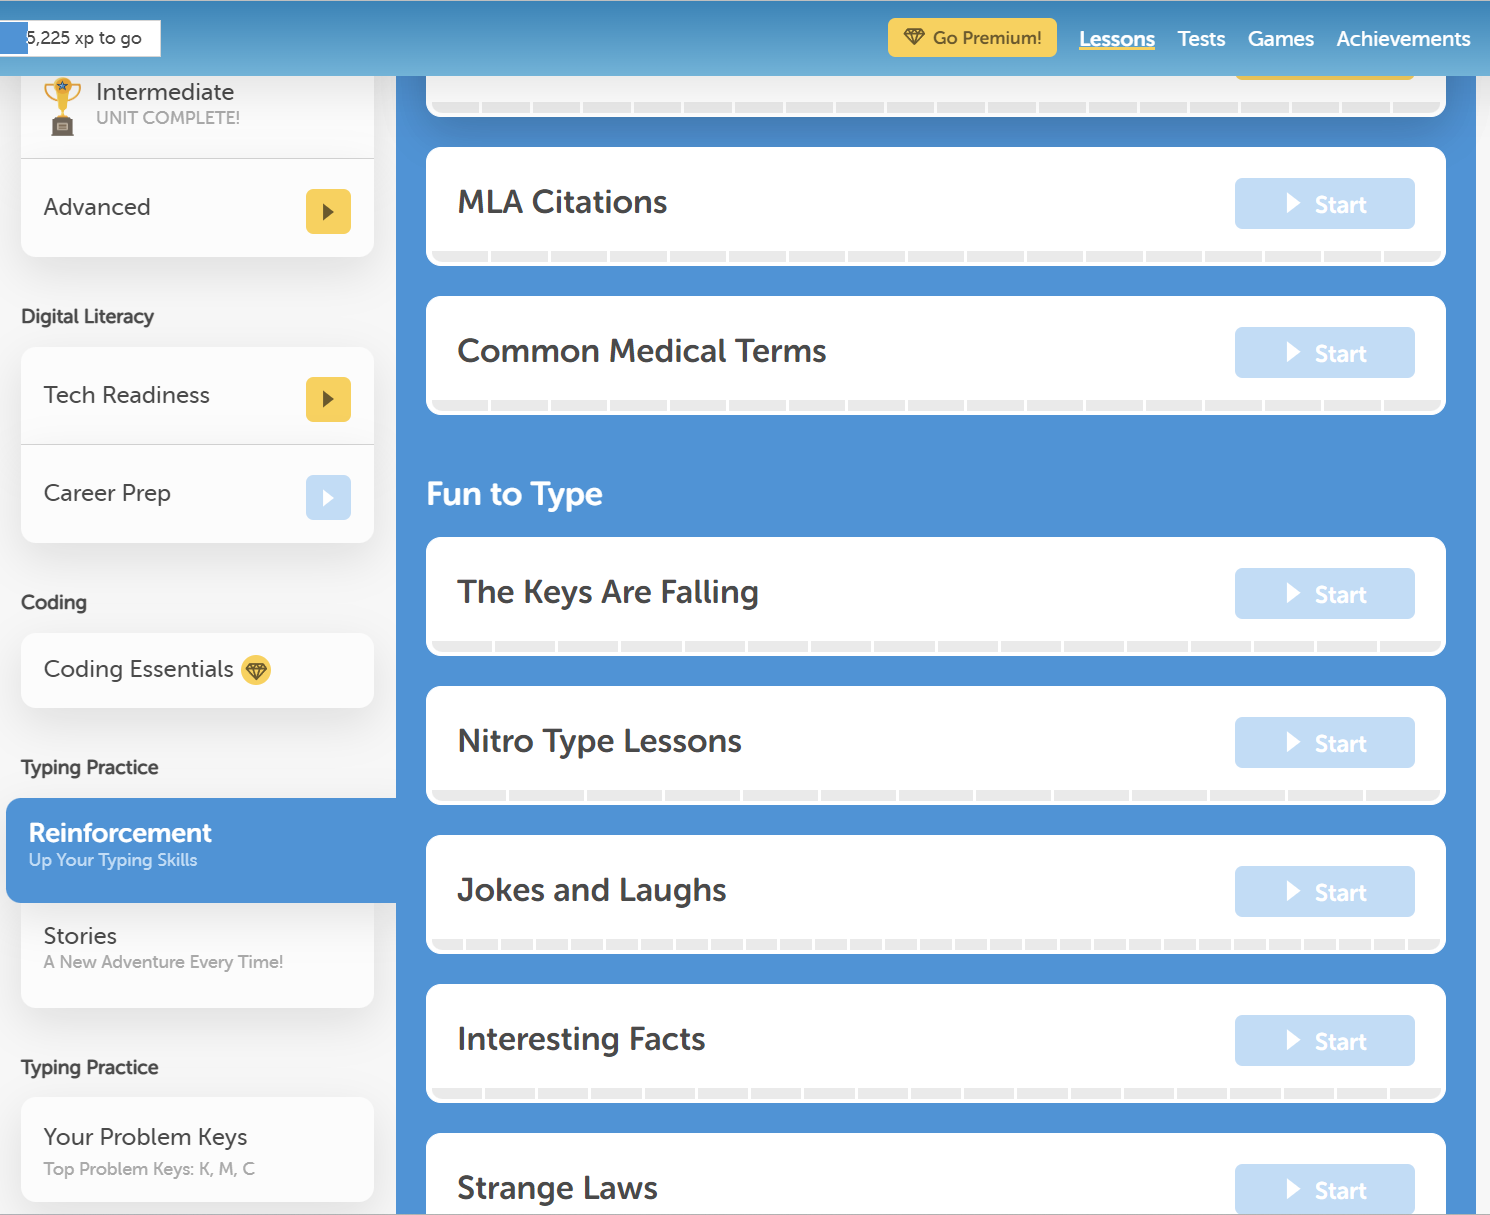 5,225 xp to go
Go Premium!
Lessons
Tests
Games
Achievements
Intermediate
UNIT COMPLETE!
Advanced
Digital Literacy
Tech Readiness
Career Prep
Coding
Coding Essentials
Typing Practice
Reinforcement
Up Your Typing Skills
Stories
A New Adventure Every Time!
Typing Practice
Your Problem Keys
Top Problem Keys: K, M, C
MLA Citations
Start
Common Medical Terms
Start
Fun to Type
The Keys Are Falling
Start
Nitro Type Lessons
Start
Jokes and Laughs
Start
Interesting Facts
Start
Strange Laws
Start